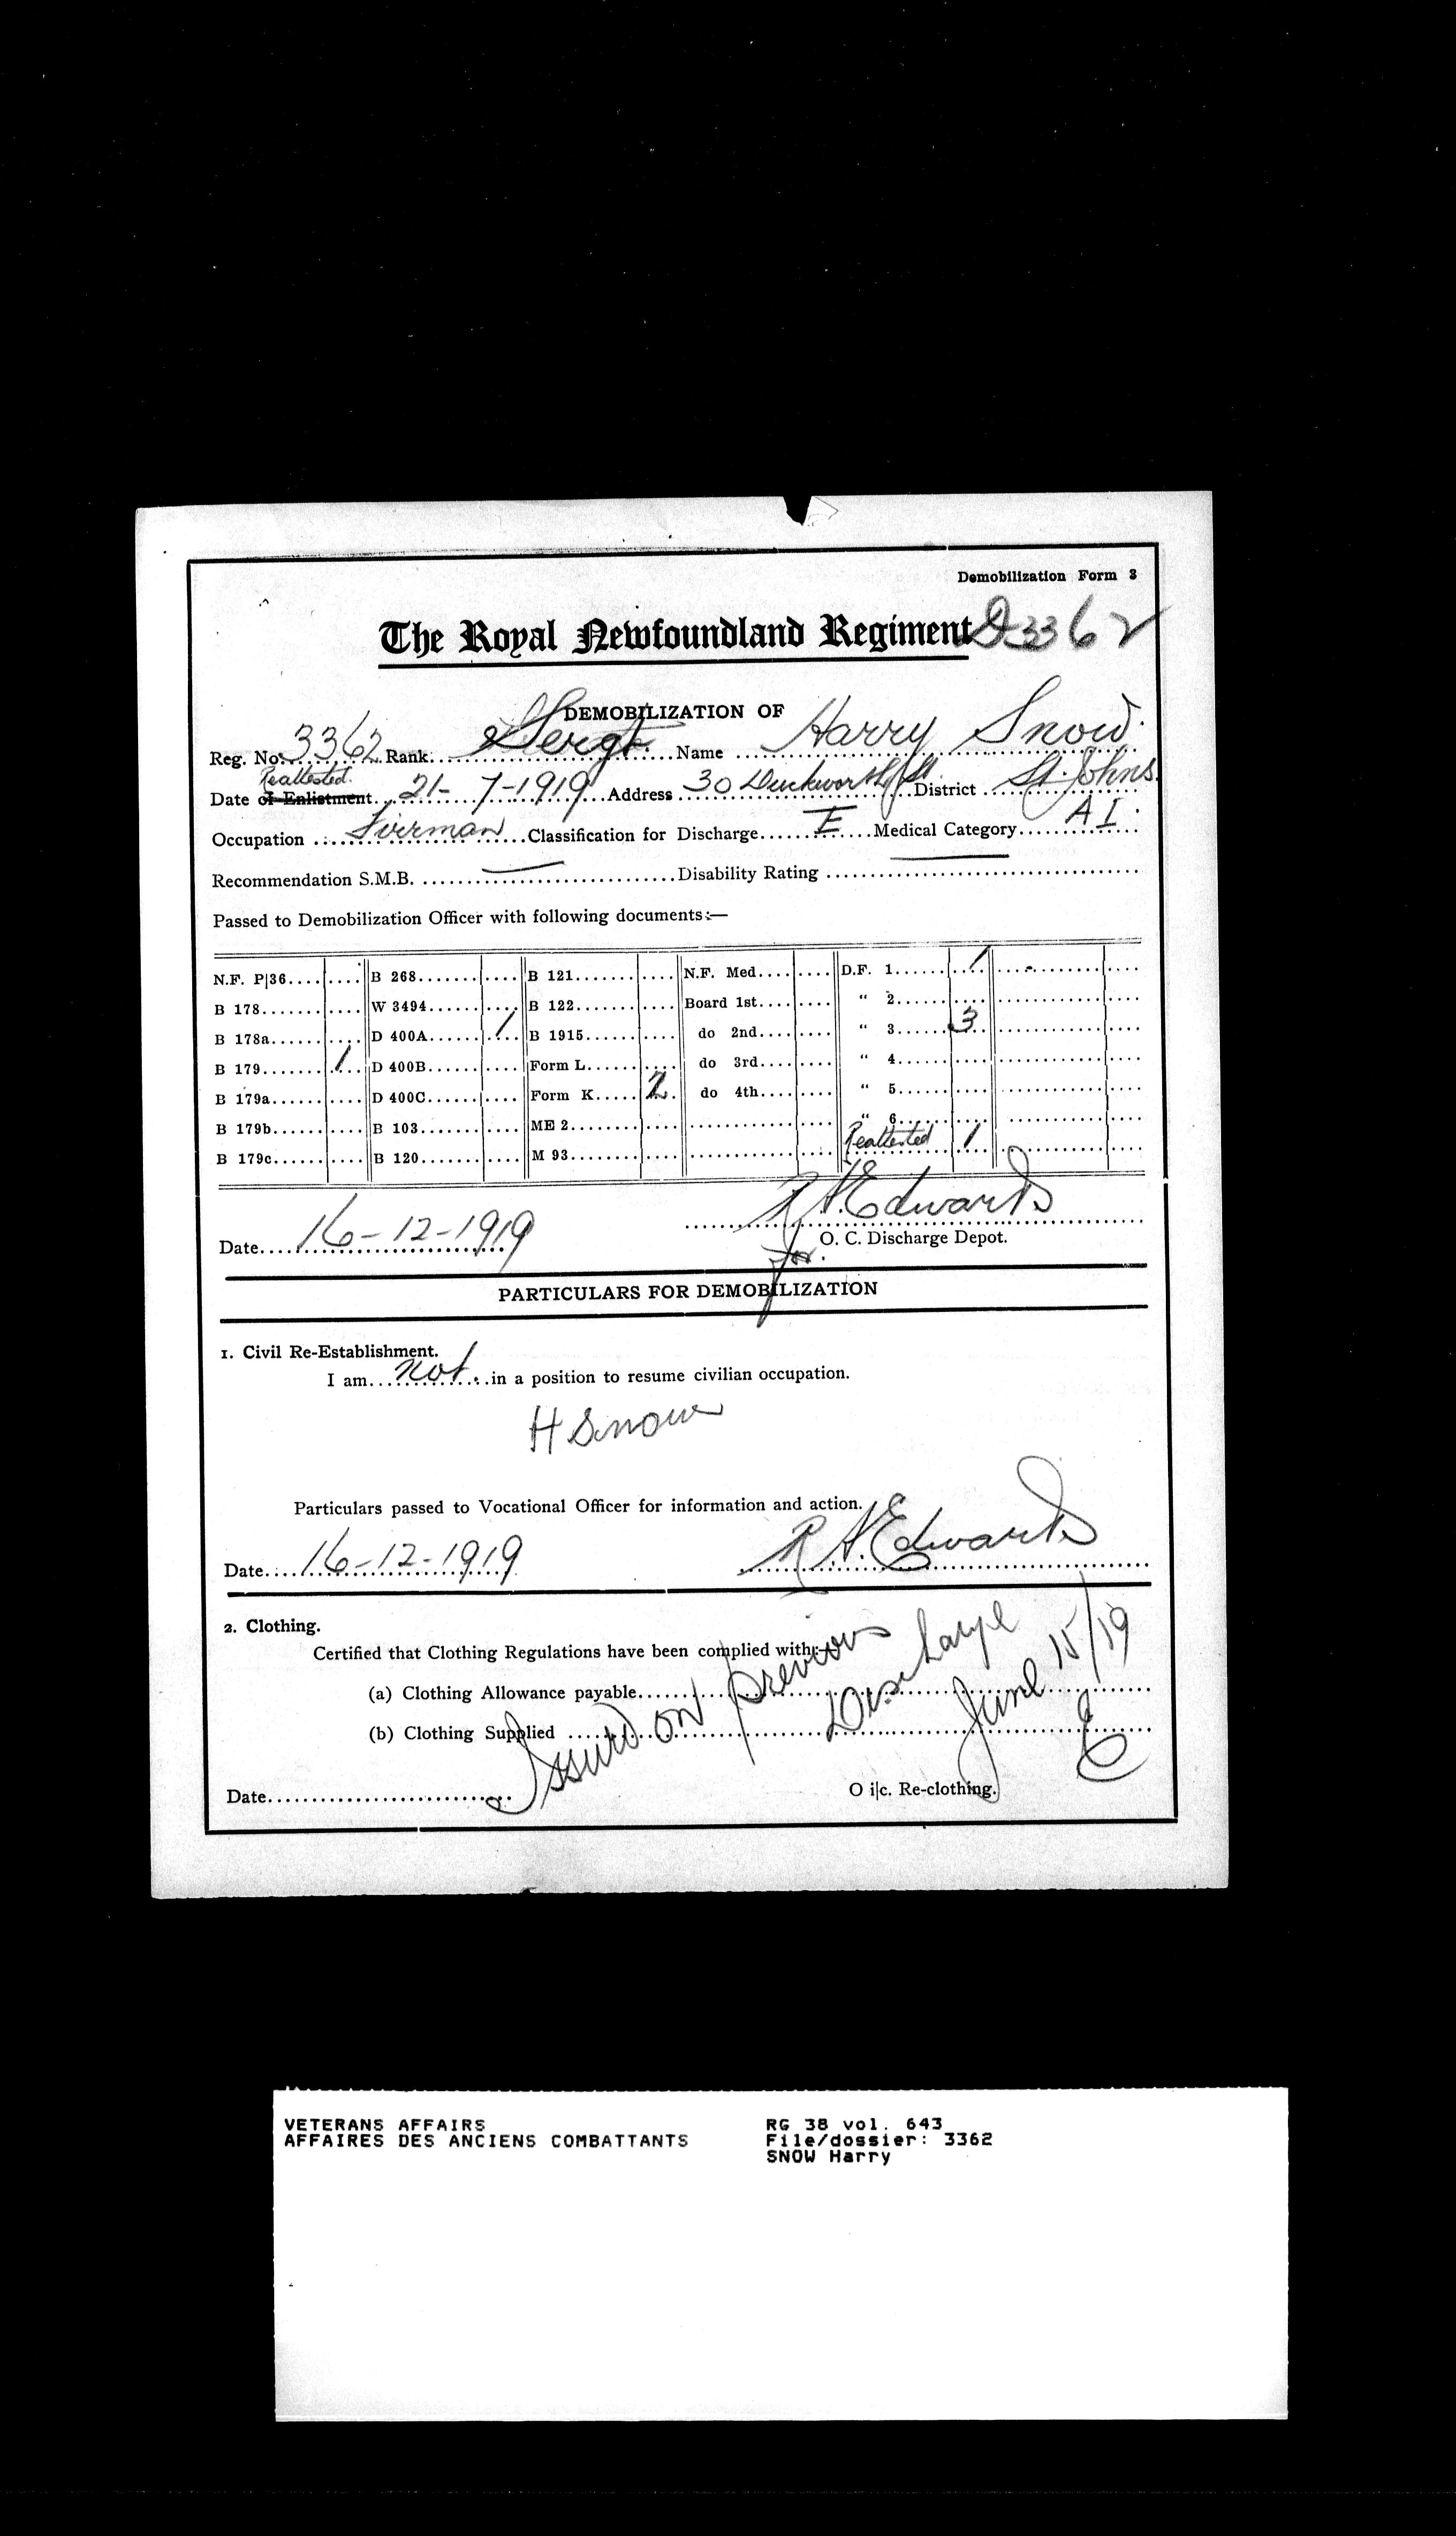 Demobilization Form 3
The Royal Newfoundland Regiment D3362
DEMOBILIZATION OF
Reg. No. 3362 Rank Sergt. Name Harry Snow.
Reattested.
Date of Enlistment 21-7-1919 Address 30 Duckworth St. District St. Johns.
Occupation Firrman Classification for Discharge E Medical Category A I.
Recommendation S.M.B. — Disability Rating —
Passed to Demobilization Officer with following documents:—
N.F. P|36 B 268 B 121 N.F. Med. D.F. 1 1
B 178 W 3494 B 122 Board 1st " 2
B 178a D 400A 1 B 1915 do 2nd " 3 3
B 179 1 D 400B Form L do 3rd " 4
B 179a D 400C Form K 2 do 4th " 5
B 179b B 103 ME 2 " 6
B 179c B 120 M 93 Reattested 1
Date 16-12-1919 R H Edwards
for. O. C. Discharge Depot.
PARTICULARS FOR DEMOBILIZATION
1. Civil Re-Establishment.
I am not in a position to resume civilian occupation.
H Snow
Particulars passed to Vocational Officer for information and action.
Date 16-12-1919 R H. Edwards
2. Clothing.
Certified that Clothing Regulations have been complied with:—
(a) Clothing Allowance payable
(b) Clothing Supplied
Issued on previous Discharge June 15/19
E
Date O i|c. Re-clothing.
VETERANS AFFAIRS RG 38 vol. 643
AFFAIRES DES ANCIENS COMBATTANTS File/dossier: 3362
SNOW Harry